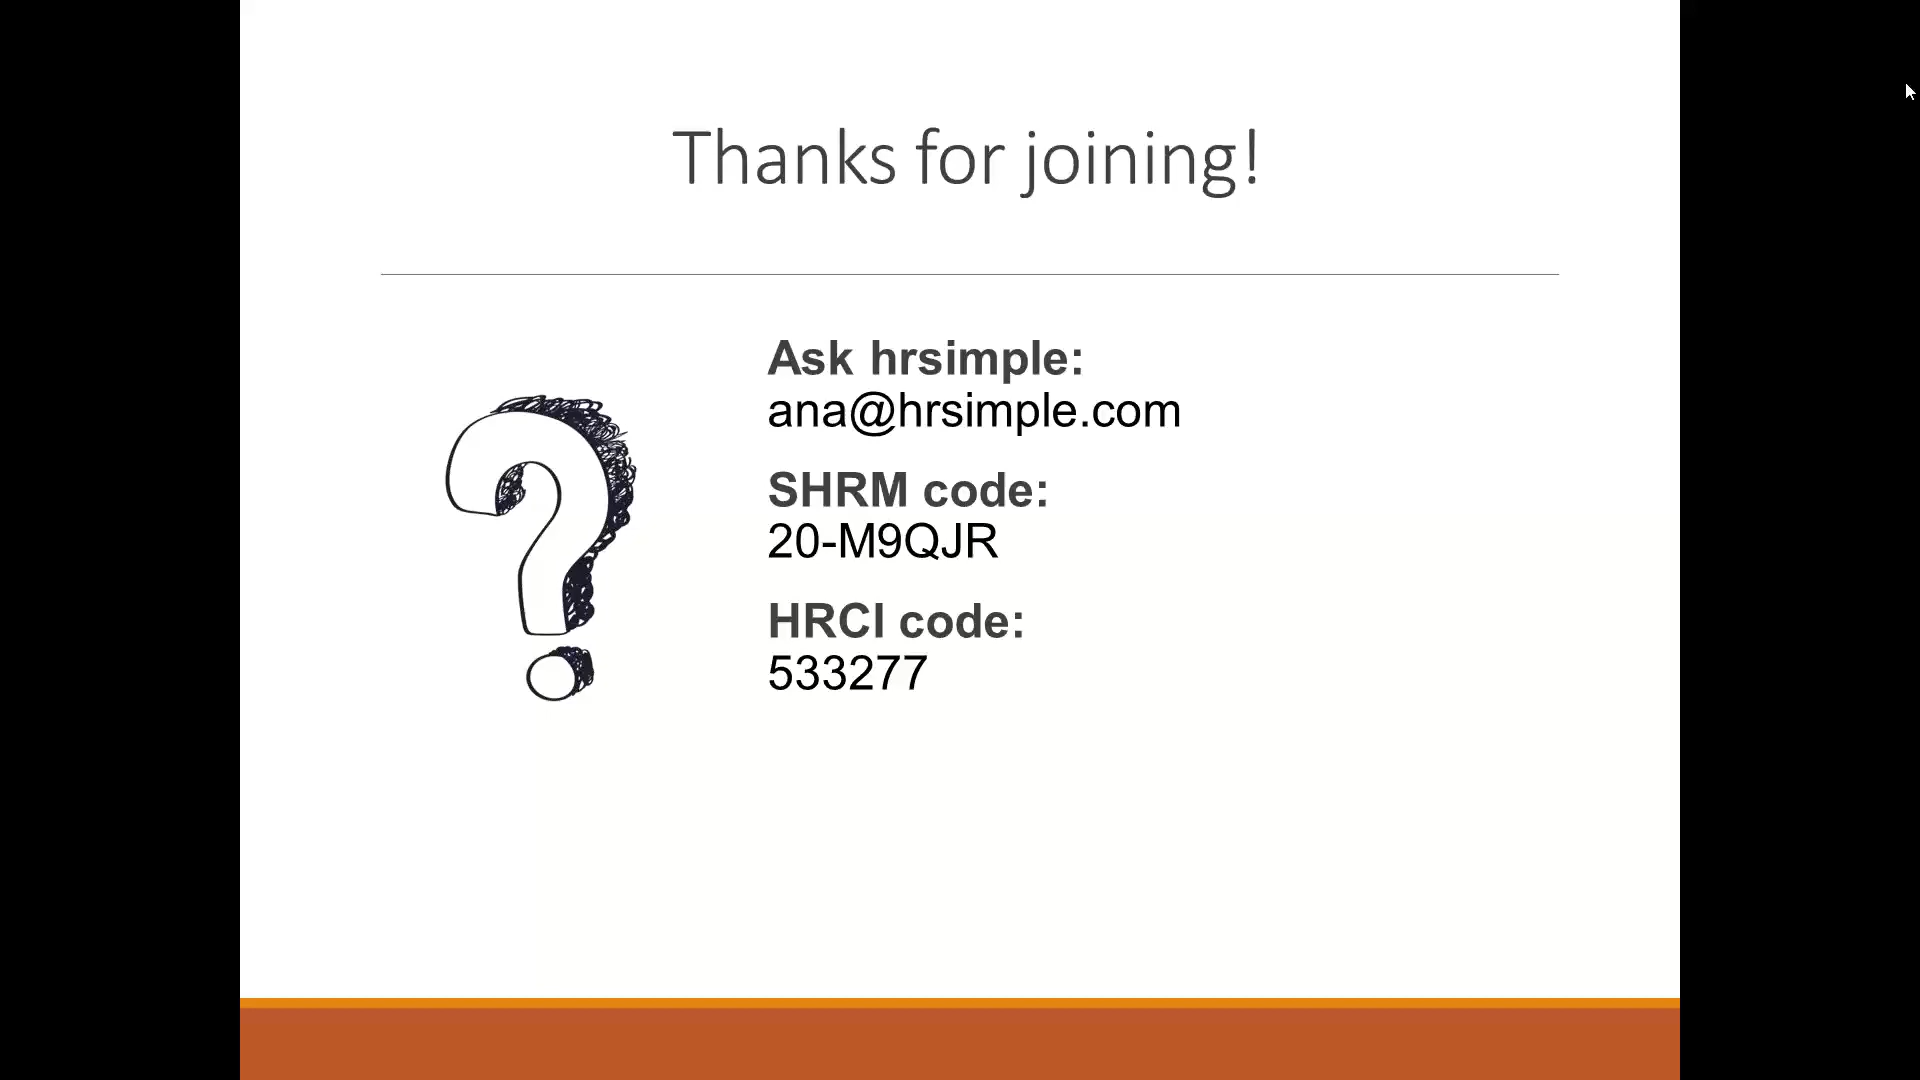 Thanks for joining!
Ask hrsimple:
ana@hrsimple.com
SHRM code:
20-M9QJR
HRCI code:
533277